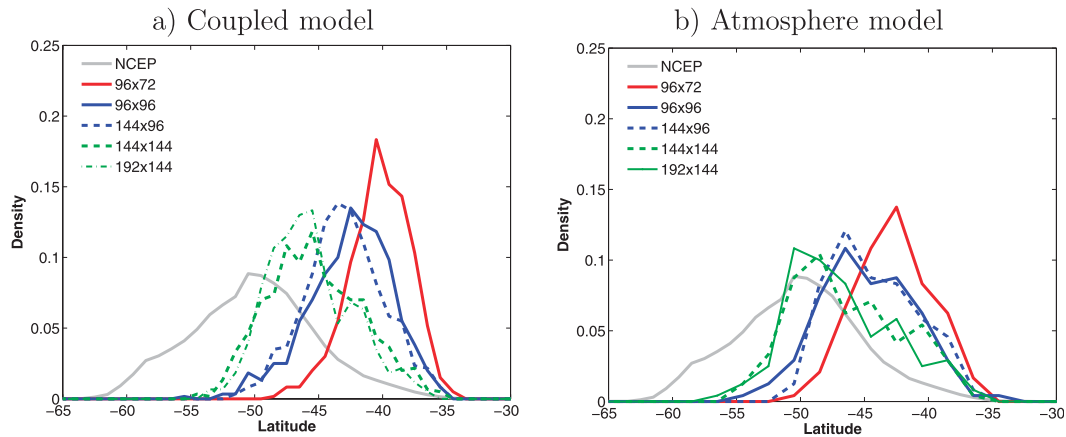 a) Coupled model
0.25
0.2
0.15
0.1
0.05
0
Density
NCEP
96x72
96x96
144x96
144x144
192x144
−65 −60 −55 −50 −45 −40 −35 −30
Latitude
b) Atmosphere model
0.25
0.2
0.15
0.1
0.05
0
Density
NCEP
96x72
96x96
144x96
144x144
192x144
−65 −60 −55 −50 −45 −40 −35 −30
Latitude